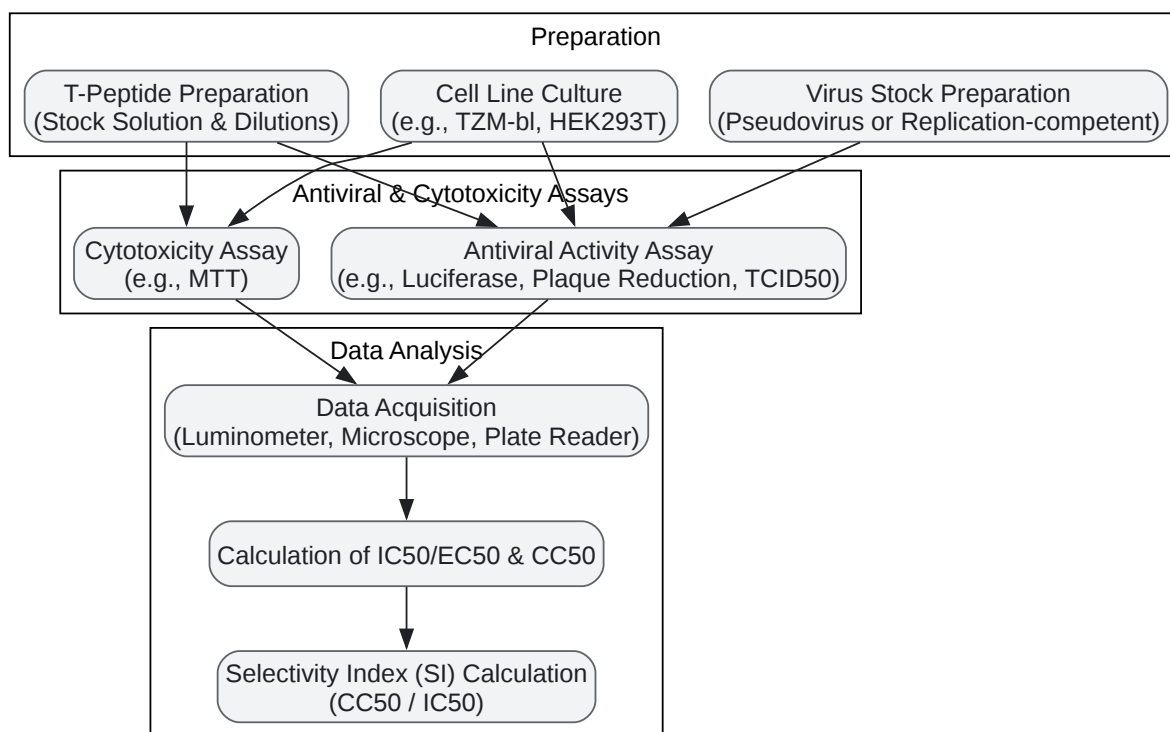 Preparation
T-Peptide Preparation
(Stock Solution & Dilutions)
Cell Line Culture
(e.g., TZM-bl, HEK293T)
Virus Stock Preparation
(Pseudovirus or Replication-competent)
Antiviral & Cytotoxicity Assays
Cytotoxicity Assay
(e.g., MTT)
Antiviral Activity Assay
(e.g., Luciferase, Plaque Reduction, TCID50)
Data Analysis
Data Acquisition
(Luminometer, Microscope, Plate Reader)
Calculation of IC50/EC50 & CC50
Selectivity Index (SI) Calculation
(CC50 / IC50)